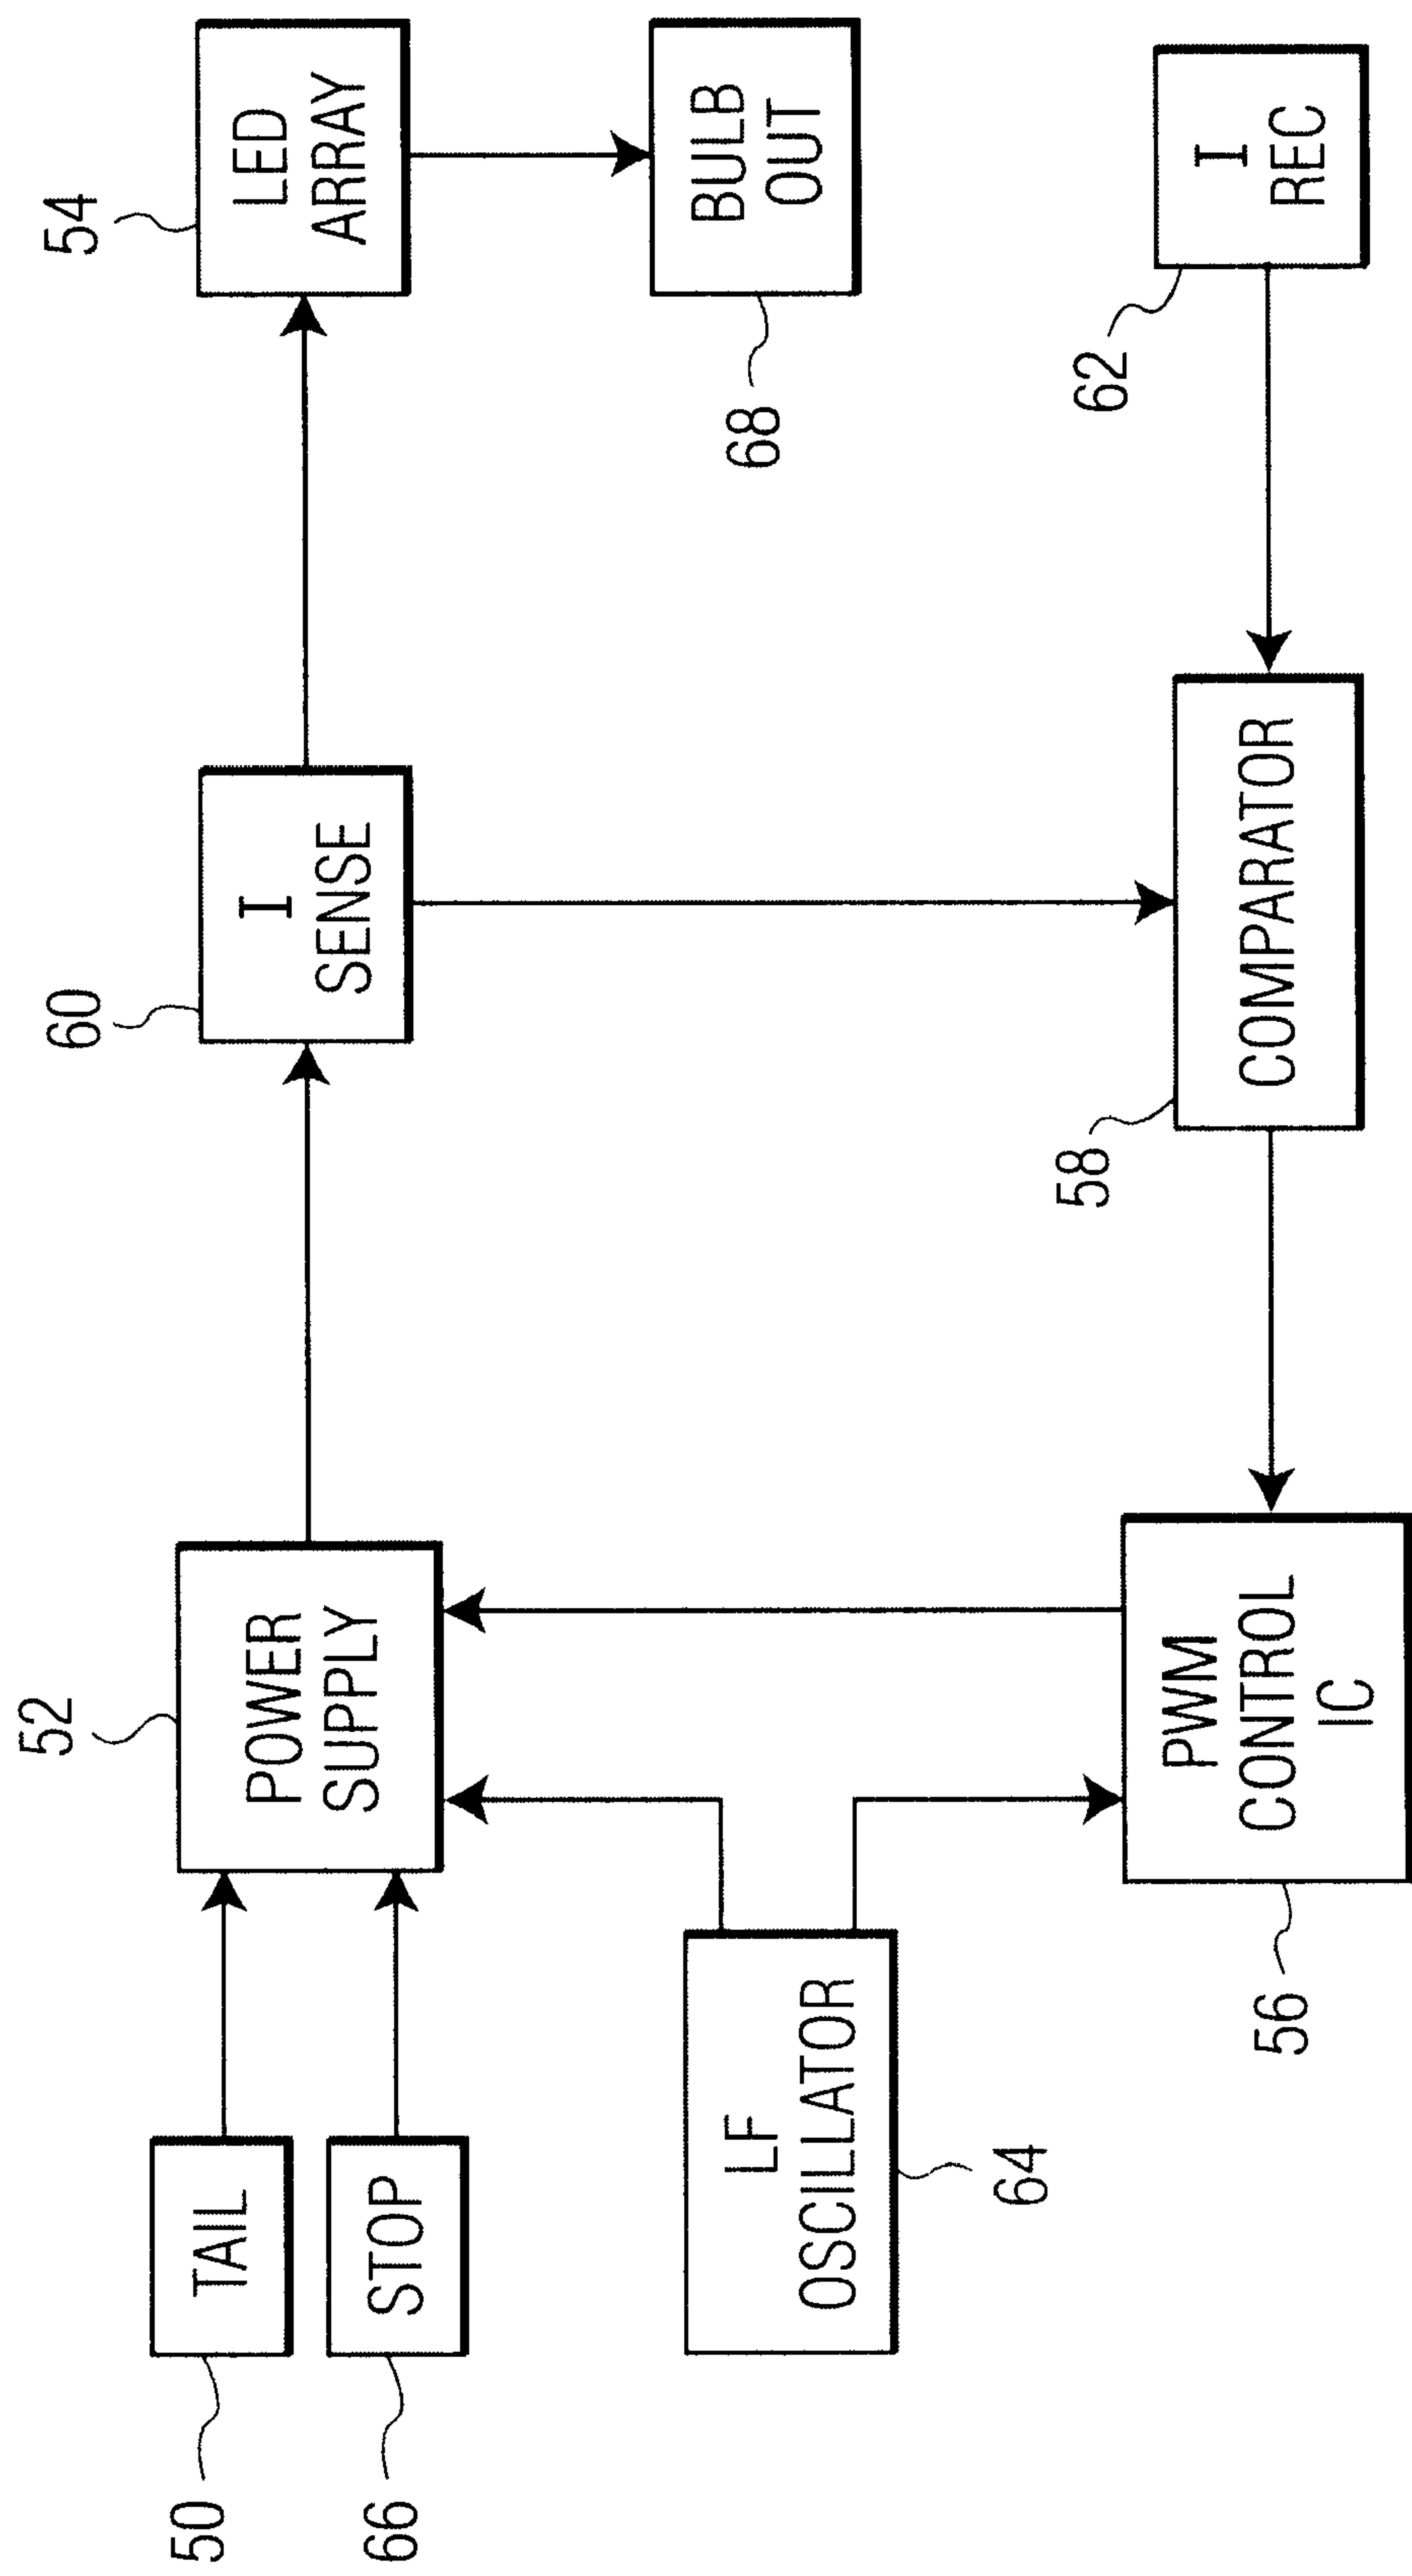 50
TAIL
66
STOP
52
POWER
SUPPLY
60
I
SENSE
54
LED
ARRAY
68
BULB
OUT
64
LF
OSCILLATOR
56
PWM
CONTROL
IC
58
COMPARATOR
62
I
REC